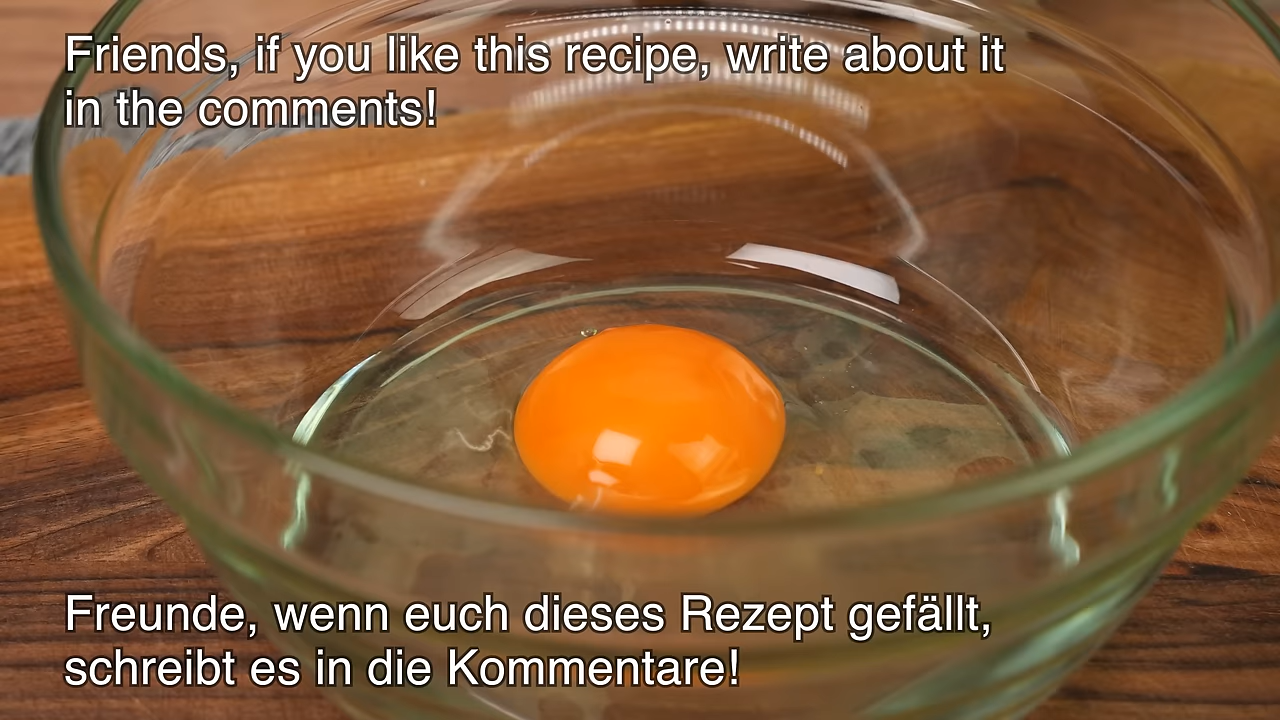 Friends, if you like this recipe, write about it
in the comments!
Freunde, wenn euch dieses Rezept gefällt,
schreibt es in die Kommentare!